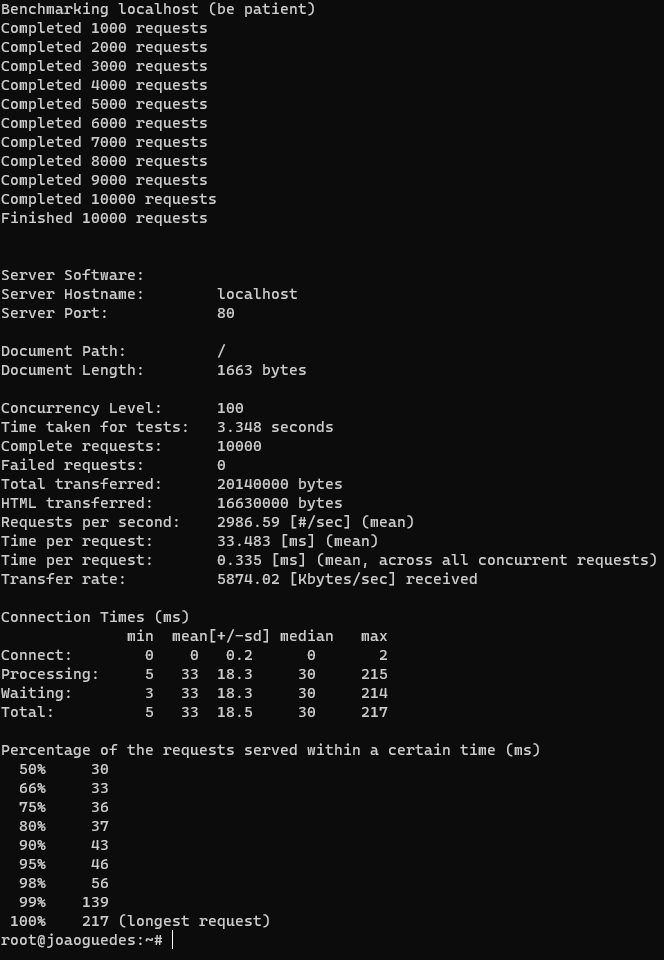 Benchmarking localhost (be patient)
Completed 1000 requests
Completed 2000 requests
Completed 3000 requests
Completed 4000 requests
Completed 5000 requests
Completed 6000 requests
Completed 7000 requests
Completed 8000 requests
Completed 9000 requests
Completed 10000 requests
Finished 10000 requests


Server Software:
Server Hostname:        localhost
Server Port:            80

Document Path:          /
Document Length:        1663 bytes

Concurrency Level:      100
Time taken for tests:   3.348 seconds
Complete requests:      10000
Failed requests:        0
Total transferred:      20140000 bytes
HTML transferred:       16630000 bytes
Requests per second:    2986.59 [#/sec] (mean)
Time per request:       33.483 [ms] (mean)
Time per request:       0.335 [ms] (mean, across all concurrent requests)
Transfer rate:          5874.02 [Kbytes/sec] received

Connection Times (ms)
              min  mean[+/-sd] median   max
Connect:        0    0   0.2      0       2
Processing:     5   33  18.3     30     215
Waiting:        3   33  18.3     30     214
Total:          5   33  18.5     30     217

Percentage of the requests served within a certain time (ms)
  50%     30
  66%     33
  75%     36
  80%     37
  90%     43
  95%     46
  98%     56
  99%    139
 100%    217 (longest request)
root@joaoguedes:~#